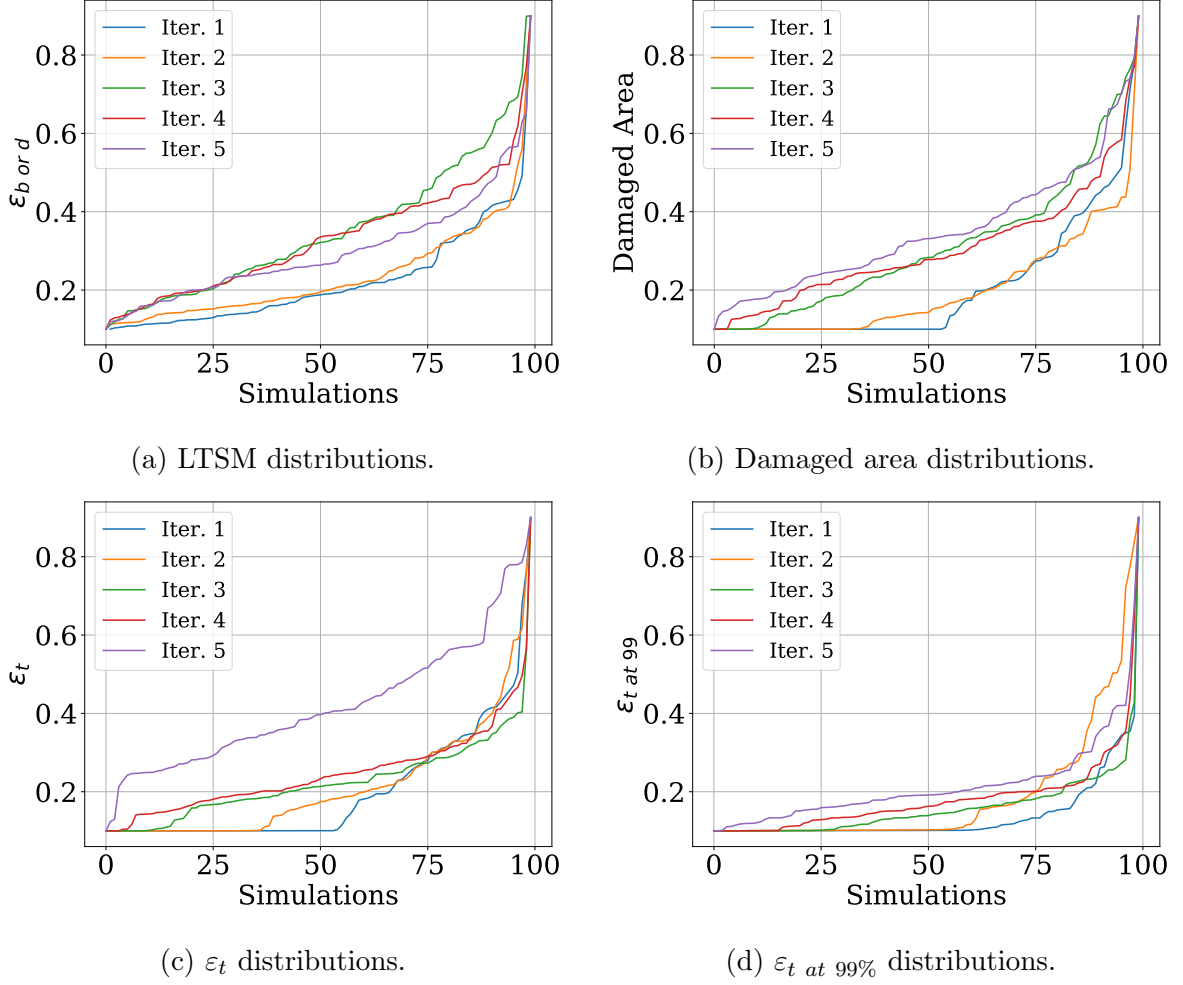 0.8
0.6
0.4
0.2
ε b or d
Iter. 1
Iter. 2
Iter. 3
Iter. 4
Iter. 5
0 25 50 75 100
Simulations
(a) LTSM distributions.
0.8
0.6
0.4
0.2
Damaged Area
Iter. 1
Iter. 2
Iter. 3
Iter. 4
Iter. 5
0 25 50 75 100
Simulations
(b) Damaged area distributions.
0.8
0.6
0.4
0.2
ε t
Iter. 1
Iter. 2
Iter. 3
Iter. 4
Iter. 5
0 25 50 75 100
Simulations
(c) ε t distributions.
0.8
0.6
0.4
0.2
ε t at 99
Iter. 1
Iter. 2
Iter. 3
Iter. 4
Iter. 5
0 25 50 75 100
Simulations
(d) ε t at 99% distributions.